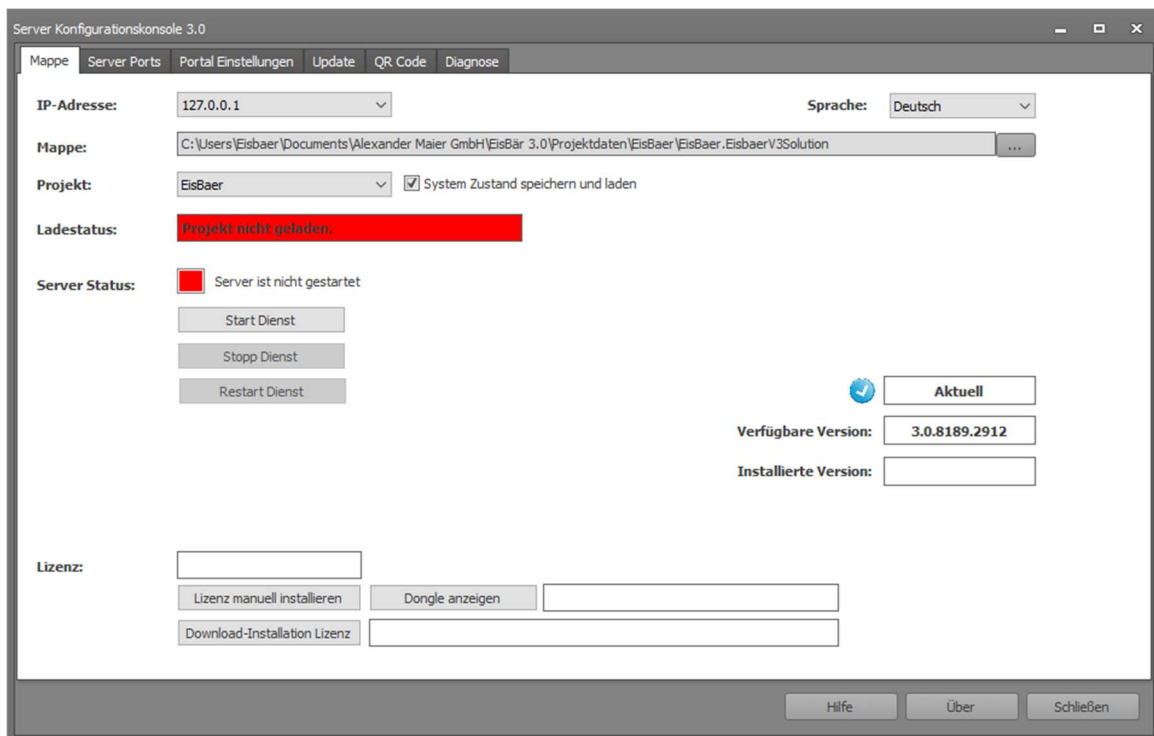 Server Konfigurationskonsole 3.0
Mappe Server Ports Portal Einstellungen Update QR Code Diagnose
IP-Adresse: 127.0.0.1 Sprache: Deutsch
Mappe: C:\Users\Eisbaer\Documents\Alexander Maier GmbH\EisBär 3.0\Projektdaten\EisBaer\EisBaer.EisbaerV3Solution ...
Projekt: EisBaer System Zustand speichern und laden
Ladestatus: Projekt nicht geladen.
Server Status: Server ist nicht gestartet
Start Dienst
Stopp Dienst
Restart Dienst Aktuell
Verfügbare Version: 3.0.8189.2912
Installierte Version:
Lizenz:
Lizenz manuell installieren Dongle anzeigen
Download-Installation Lizenz
Hilfe Über Schließen